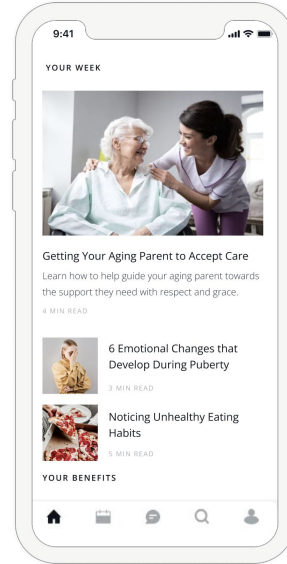 9:41
YOUR WEEK
Getting Your Aging Parent to Accept Care
Learn how to help guide your aging parent towards
the support they need with respect and grace.
4 MIN READ
6 Emotional Changes that
Develop During Puberty
3 MIN READ
Noticing Unhealthy Eating
Habits
5 MIN READ
YOUR BENEFITS